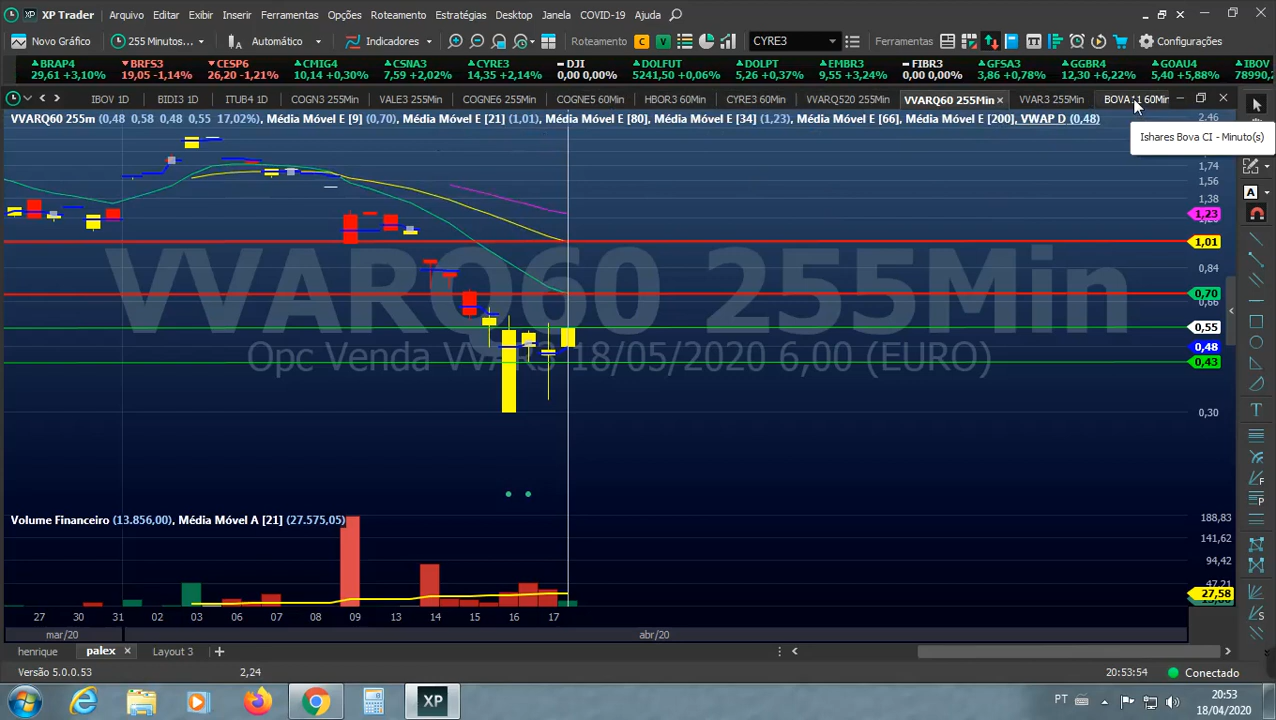 XP Trader Arquivo Editar Exibir Inserir Ferramentas Opções Roteamento Estratégias Desktop Janela COVID-19 Ajuda
Novo Gráfico 255 Minutos... Automático Indicadores Roteamento C V CYRE3 Ferramentas Configurações
BRAP4 BRFS3 CESP6 CMIG4 CSNA3 CYRE3 DJI DOLFUT DOLPT EMBR3 FIBR3 GFSA3 GGBR4 GOAU4 IBOV
29,61 +3,10% 19,05 -1,14% 26,20 -1,21% 10,14 +0,30% 7,59 +2,02% 14,35 +2,14% 0,00 0,00% 5241,50 +0,06% 5,26 +0,37% 9,55 +3,24% 0,00 0,00% 3,86 +0,78% 12,30 +6,22% 5,40 +5,88% 78990,
IBOV 1D BIDI3 1D ITUB4 1D COGN3 255Min VALE3 255Min COGNE6 255Min COGNE5 60Min HBOR3 60Min CYRE3 60Min VVARQ520 255Min VVARQ60 255Min VVAR3 255Min BOVA11 60Min
VVARQ60 255m (0,48 0,58 0,48 0,55 17,02%), Média Móvel E [9] (0,70), Média Móvel E [21] (1,01), Média Móvel E [80], Média Móvel E [34] (1,23), Média Móvel E [66], Média Móvel E [200], VWAP D (0,48)
2,46
Ishares Bova CI - Minuto(s)
1,74
1,56
1,38
1,23
1,01
0,84
0,70
0,66
0,55
0,48
0,43
0,30
VVARQ60 255Min
Opc Venda VVAR3 18/05/2020 6,00 (EURO)
A
T
Volume Financeiro (13.856,00), Média Móvel A [21] (27.575,05)
188,83
141,62
94,42
47,21
27,58
27 30 31 02 03 06 07 08 09 13 14 15 16 17
mar/20 abr/20
henrique palex Layout 3
Versão 5.0.0.53 2,24 20:53:54 Conectado
XP PT 20:53
18/04/2020